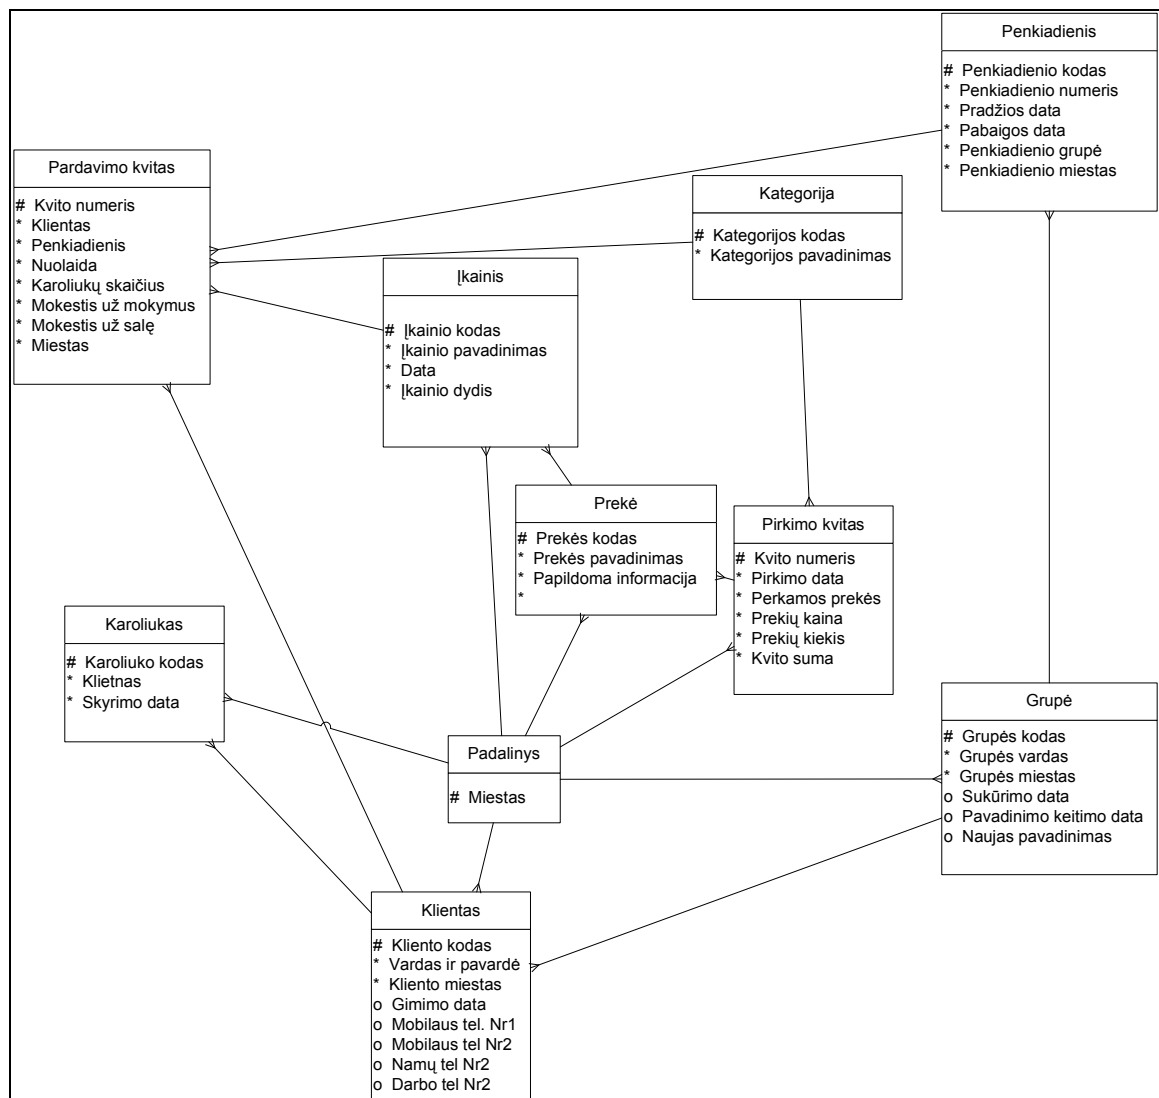 Penkiadienis
# Penkiadienio kodas
* Penkiadienio numeris
* Pradžios data
* Pabaigos data
* Penkiadienio grupė
* Penkiadienio miestas
Pardavimo kvitas
# Kvito numeris
* Klientas
* Penkiadienis
* Nuolaida
* Karoliukų skaičius
* Mokestis už mokymus
* Mokestis už salę
* Miestas
Kategorija
# Kategorijos kodas
* Kategorijos pavadinimas
Įkainis
# Įkainio kodas
* Įkainio pavadinimas
* Data
* Įkainio dydis
Prekė
# Prekės kodas
* Prekės pavadinimas
* Papildoma informacija
*
Pirkimo kvitas
# Kvito numeris
* Pirkimo data
* Perkamos prekės
* Prekių kaina
* Prekių kiekis
* Kvito suma
Karoliukas
# Karoliuko kodas
* Klietnas
* Skyrimo data
Padalinys
# Miestas
Grupė
# Grupės kodas
* Grupės vardas
* Grupės miestas
o Sukūrimo data
o Pavadinimo keitimo data
o Naujas pavadinimas
Klientas
# Kliento kodas
* Vardas ir pavardė
* Kliento miestas
o Gimimo data
o Mobilaus tel. Nr1
o Mobilaus tel Nr2
o Namų tel Nr2
o Darbo tel Nr2